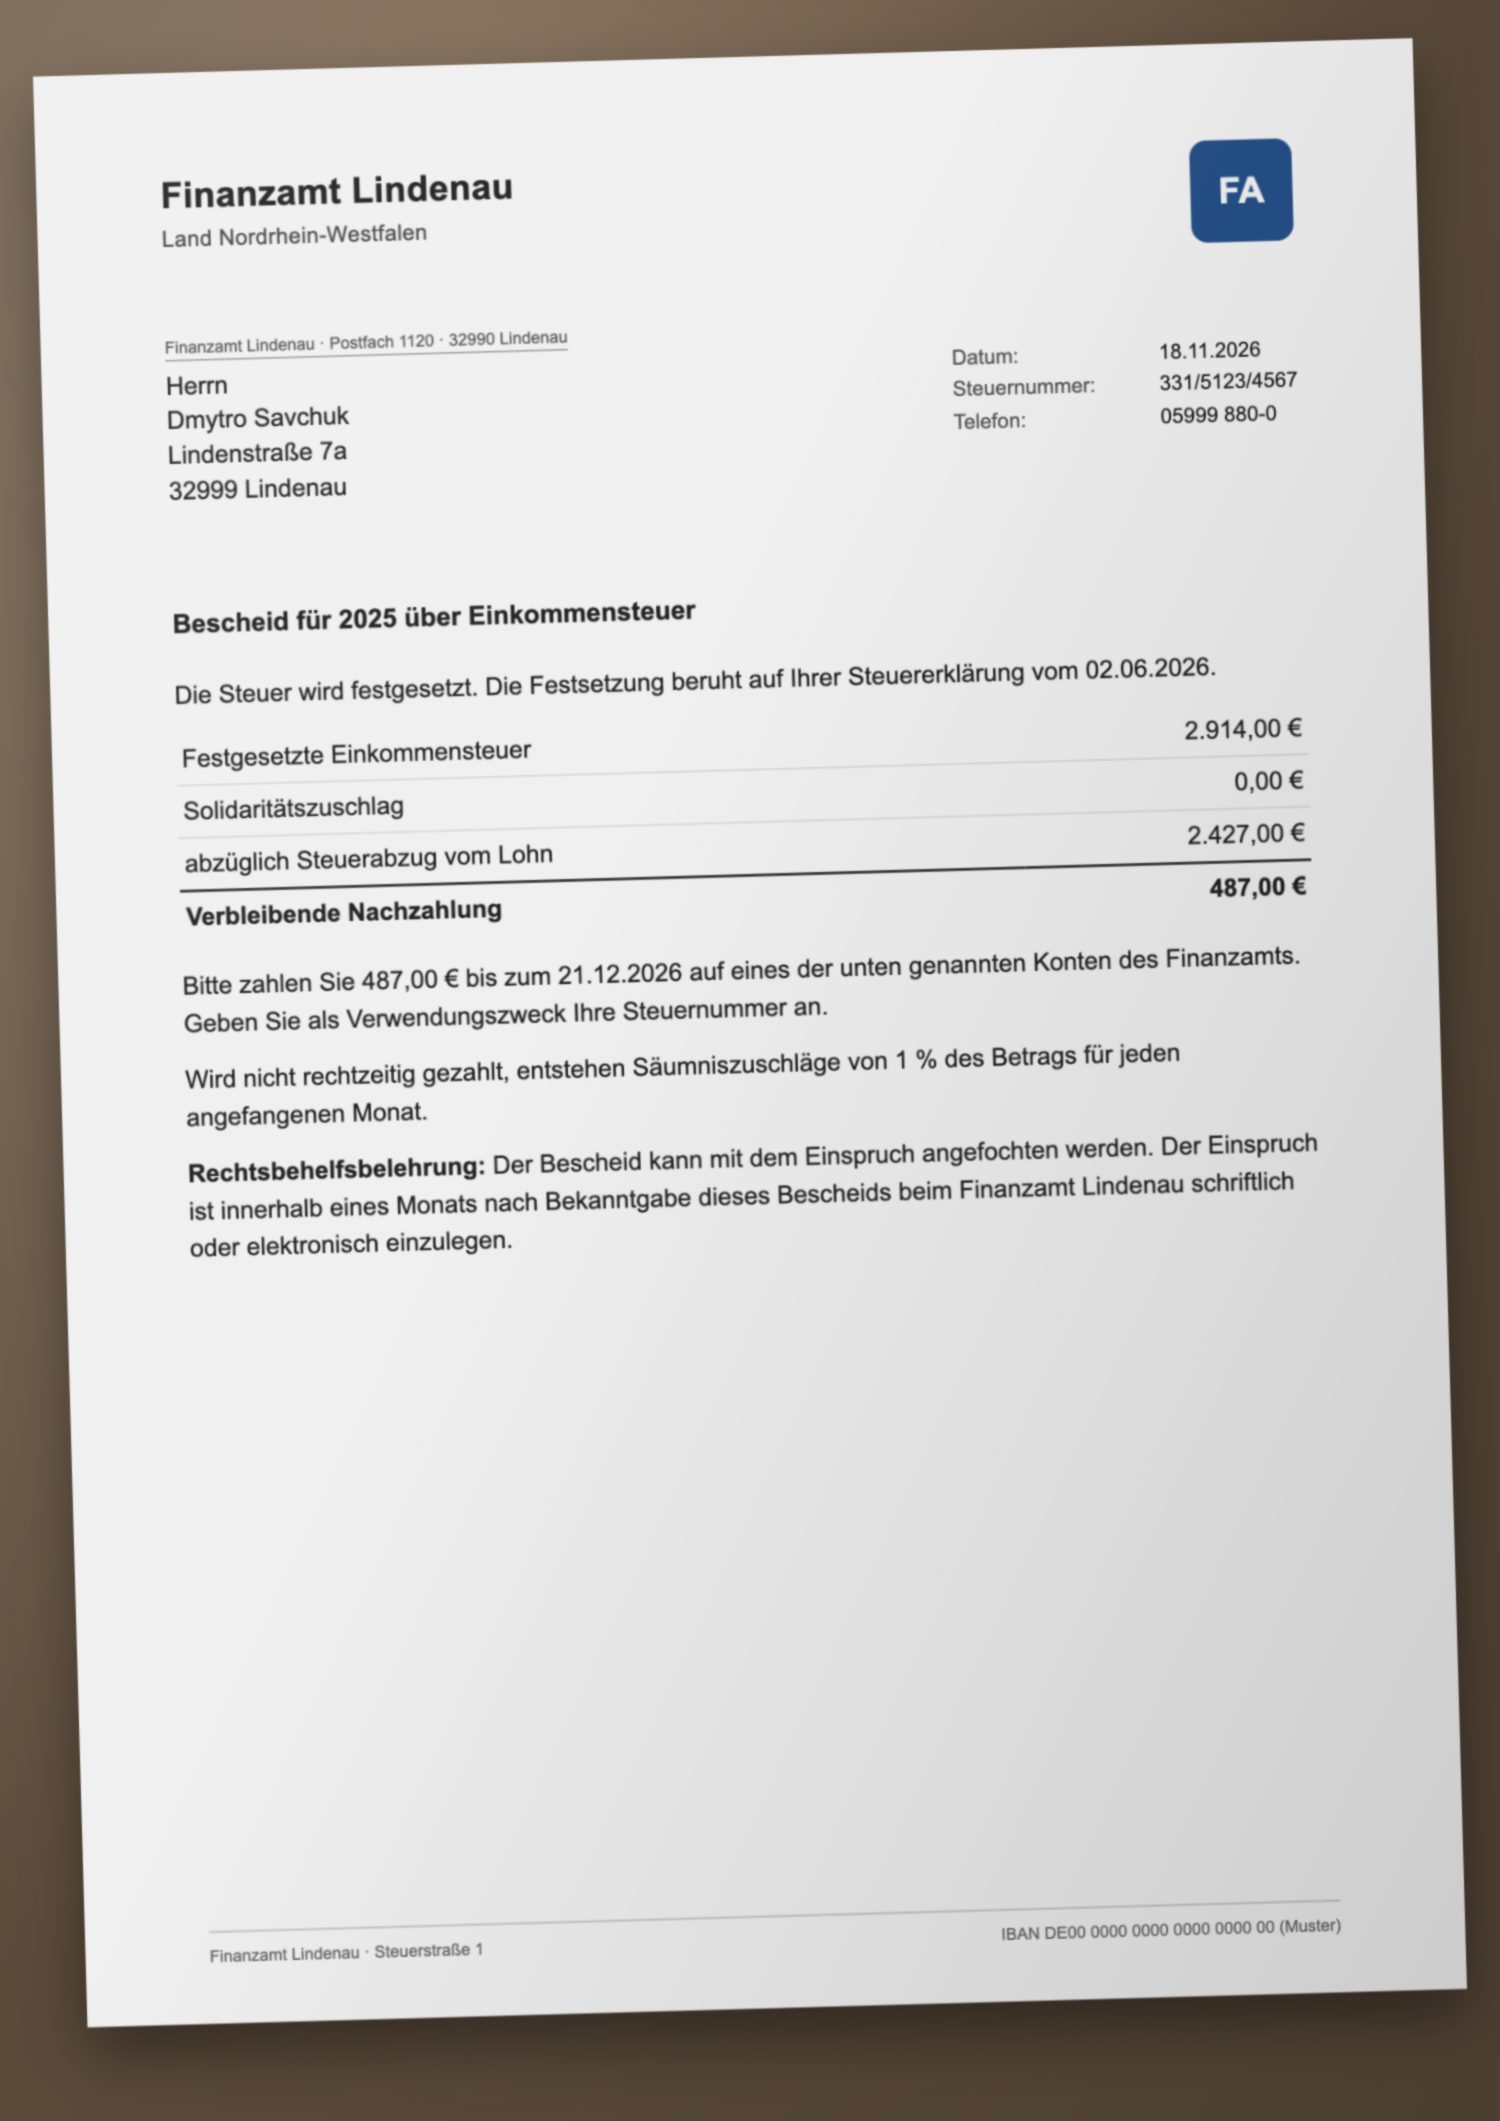 Finanzamt Lindenau
Land Nordrhein-Westfalen
FA
Finanzamt Lindenau · Postfach 1120 · 32990 Lindenau
Herrn
Dmytro Savchuk
Lindenstraße 7a
32999 Lindenau
Datum: 18.11.2026
Steuernummer: 331/5123/4567
Telefon: 05999 880-0
Bescheid für 2025 über Einkommensteuer
Die Steuer wird festgesetzt. Die Festsetzung beruht auf Ihrer Steuererklärung vom 02.06.2026.
Festgesetzte Einkommensteuer 2.914,00 €
Solidaritätszuschlag 0,00 €
abzüglich Steuerabzug vom Lohn 2.427,00 €
Verbleibende Nachzahlung 487,00 €
Bitte zahlen Sie 487,00 € bis zum 21.12.2026 auf eines der unten genannten Konten des Finanzamts.
Geben Sie als Verwendungszweck Ihre Steuernummer an.
Wird nicht rechtzeitig gezahlt, entstehen Säumniszuschläge von 1 % des Betrags für jeden
angefangenen Monat.
Rechtsbehelfsbelehrung: Der Bescheid kann mit dem Einspruch angefochten werden. Der Einspruch
ist innerhalb eines Monats nach Bekanntgabe dieses Bescheids beim Finanzamt Lindenau schriftlich
oder elektronisch einzulegen.
Finanzamt Lindenau · Steuerstraße 1
IBAN DE00 0000 0000 0000 0000 00 (Muster)